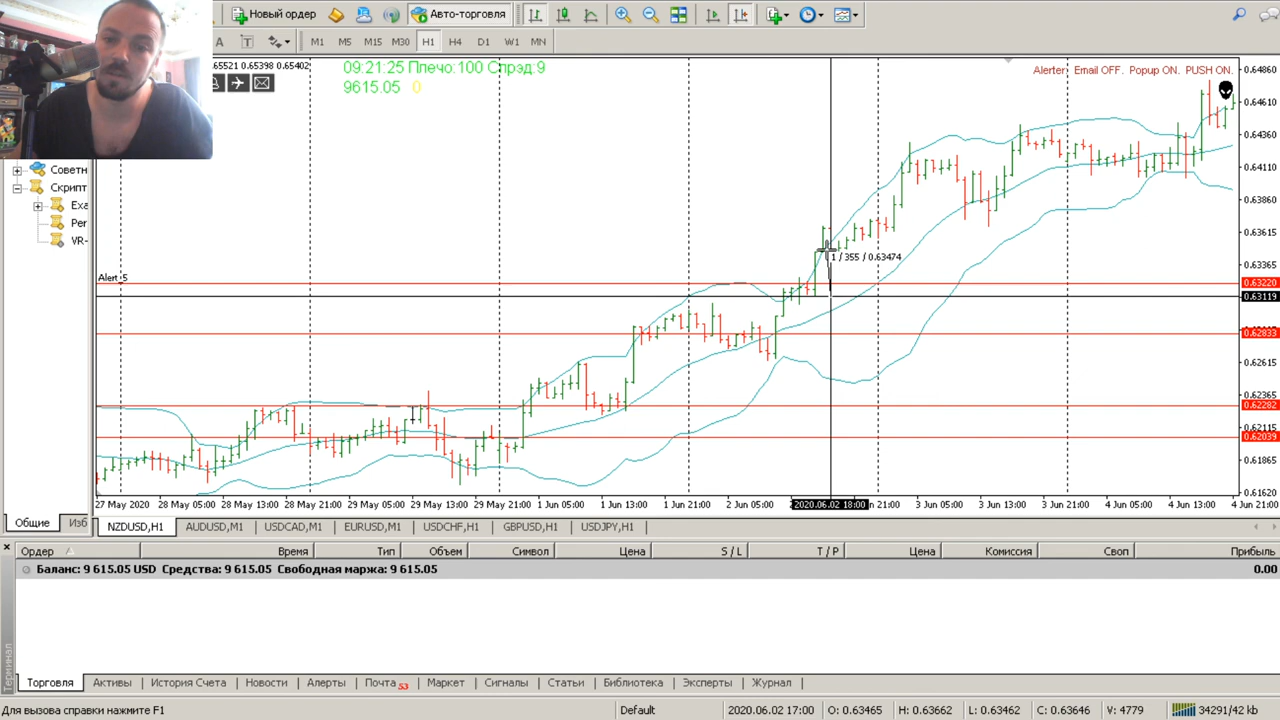 Новый ордер Авто-торговля
A T M1 M5 M15 M30 H1 H4 D1 W1 MN
65521 0.65398 0.65402
09:21:25 Плечо:100 Спрэд:9
9615.05 0
Alerter: Email OFF. Popup ON. PUSH ON.
0.64860
0.64610
0.64360
0.64110
0.63860
0.63615
0.63365
0.63220
0.63119
0.62833
0.62615
0.62365
0.62282
0.62115
0.62039
0.61865
0.61620
Советн
Скрипт
Exa
Per
VR-
Alert_5
1 / 355 / 0.63474
27 May 2020 28 May 05:00 28 May 13:00 28 May 21:00 29 May 05:00 29 May 13:00 29 May 21:00 1 Jun 05:00 1 Jun 13:00 1 Jun 21:00 2 Jun 05:00 2020.06.02 18:00 n 21:00 3 Jun 05:00 3 Jun 13:00 3 Jun 21:00 4 Jun 05:00 4 Jun 13:00 4 Jun 21:00
Общие Изб
NZDUSD,H1 AUDUSD,M1 USDCAD,M1 EURUSD,M1 USDCHF,H1 GBPUSD,H1 USDJPY,H1
Ордер Время Тип Объем Символ Цена S / L T / P Цена Комиссия Своп Прибыль
Баланс: 9 615.05 USD Средства: 9 615.05 Свободная маржа: 9 615.05 0.00
Терминал
Торговля Активы История Счета Новости Алерты Почта 53 Маркет Сигналы Статьи Библиотека Эксперты Журнал
Для вызова справки нажмите F1 Default 2020.06.02 17:00 O: 0.63465 H: 0.63662 L: 0.63462 C: 0.63646 V: 4779 34291/42 kb